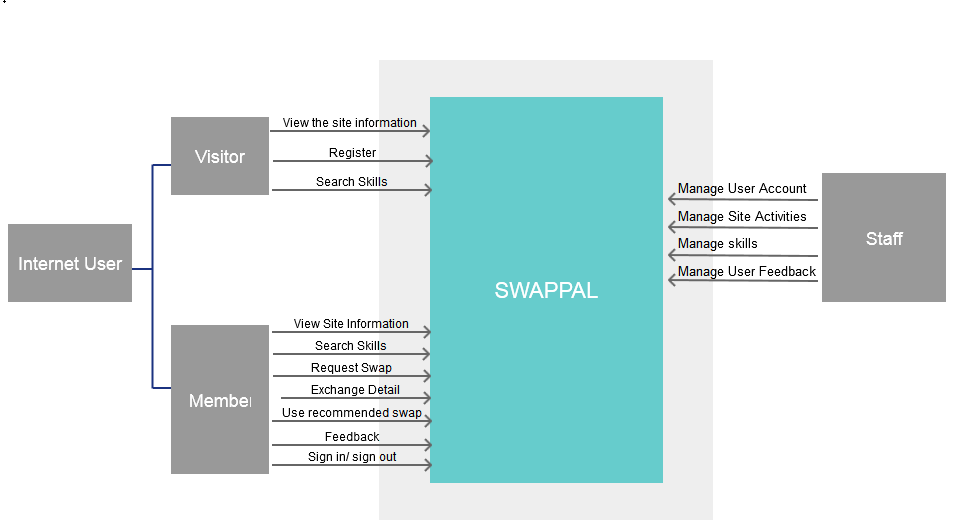 View the site information
Visitor
Register
Search Skills
Internet User
View Site Information
Search Skills
Request Swap
Exchange Detail
Member
Use recommended swap
Feedback
Sign in/ sign out
SWAPPAL
Manage User Account
Manage Site Activities
Manage skills
Manage User Feedback
Staff